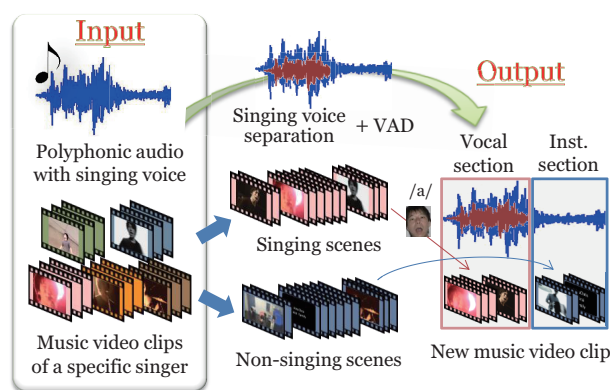 Input
Polyphonic audio
with singing voice
Music video clips
of a specific singer
Singing voice
separation
+ VAD
Singing scenes
Non-singing scenes
/a/
Output
Vocal
section
Inst.
section
New music video clip